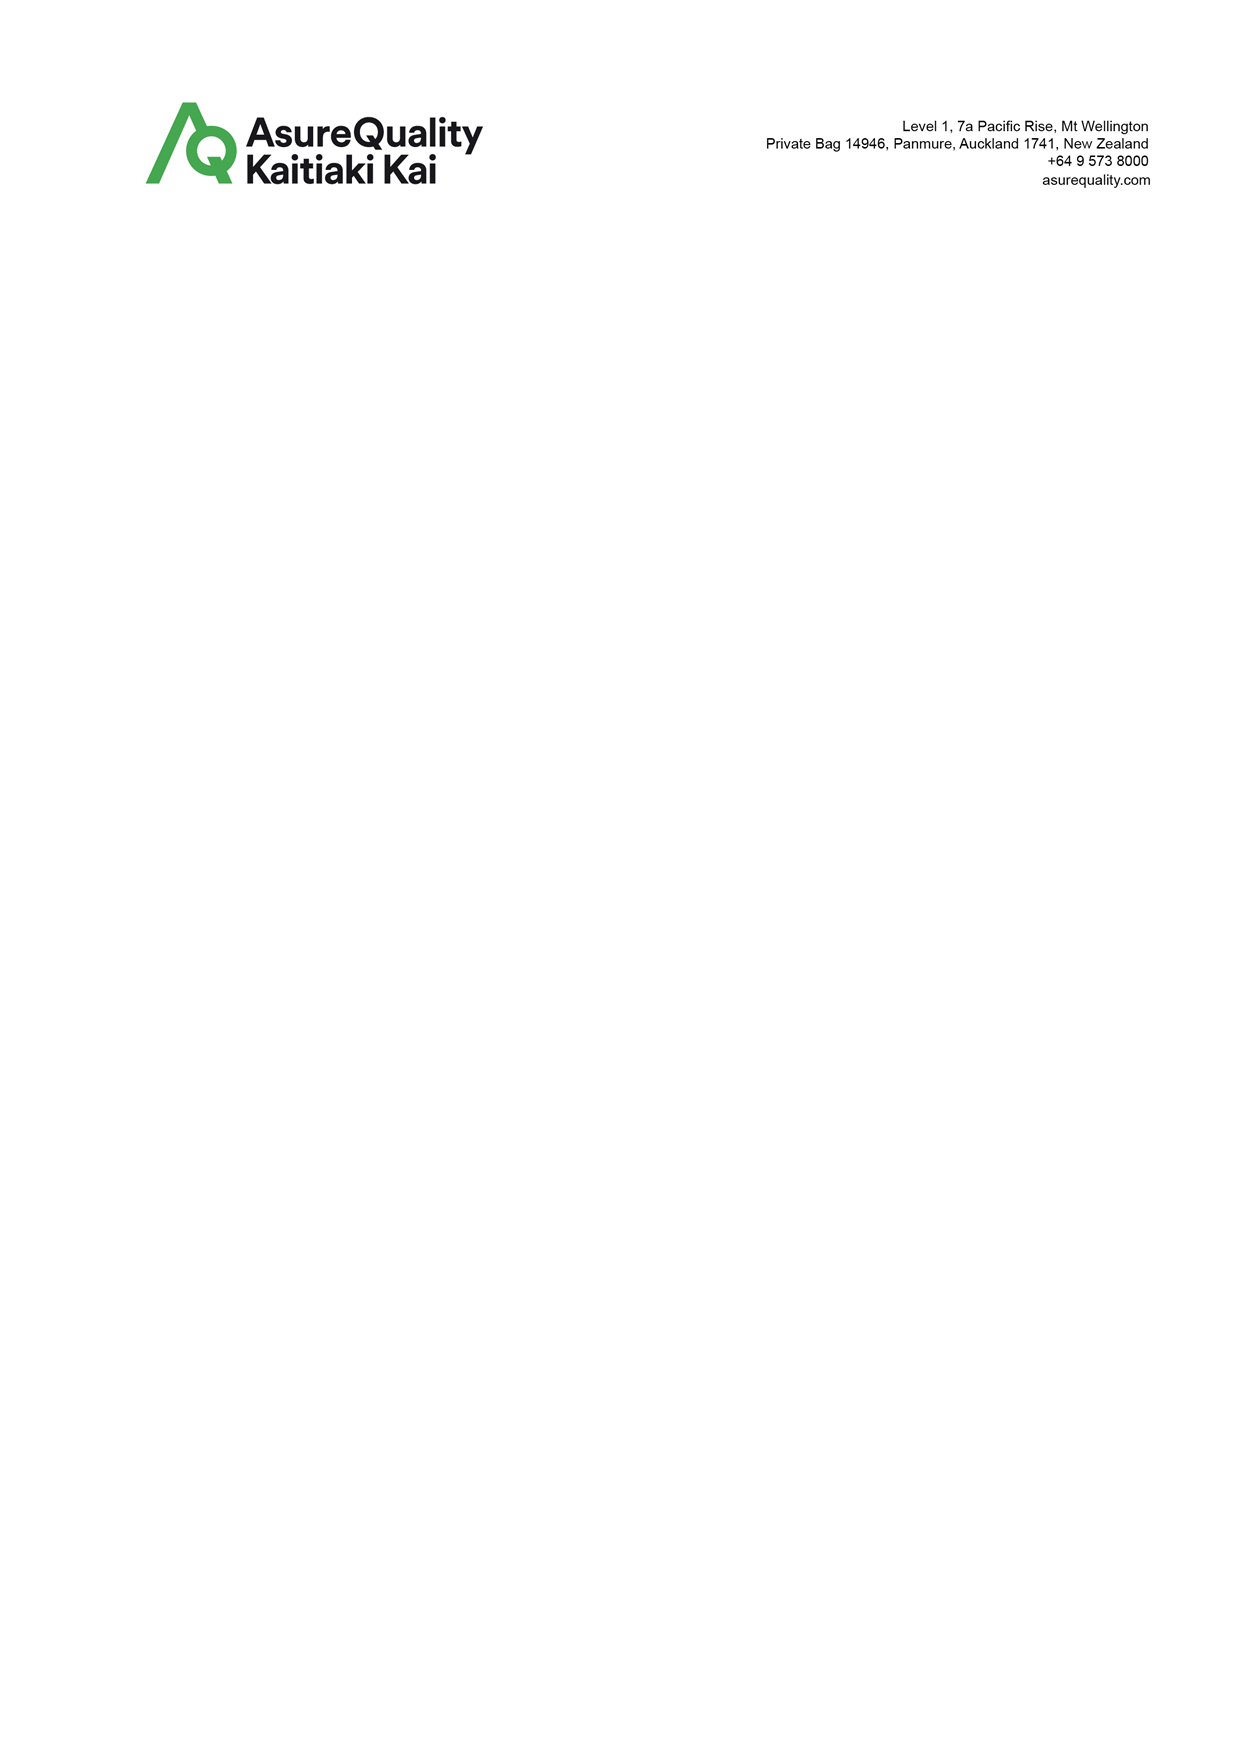 AsureQuality
Kaitiaki Kai
Level 1, 7a Pacific Rise, Mt Wellington
Private Bag 14946, Panmure, Auckland 1741, New Zealand
+64 9 573 8000
asurequality.com